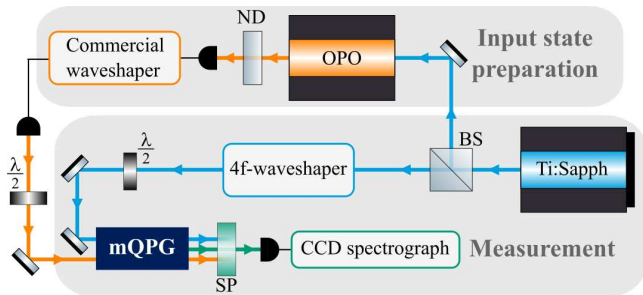 ND
Commercial
waveshaper
OPO
Input state
preparation
λ/2
λ/2
4f-waveshaper
BS
Ti:Sapph
mQPG
SP
CCD spectrograph
Measurement